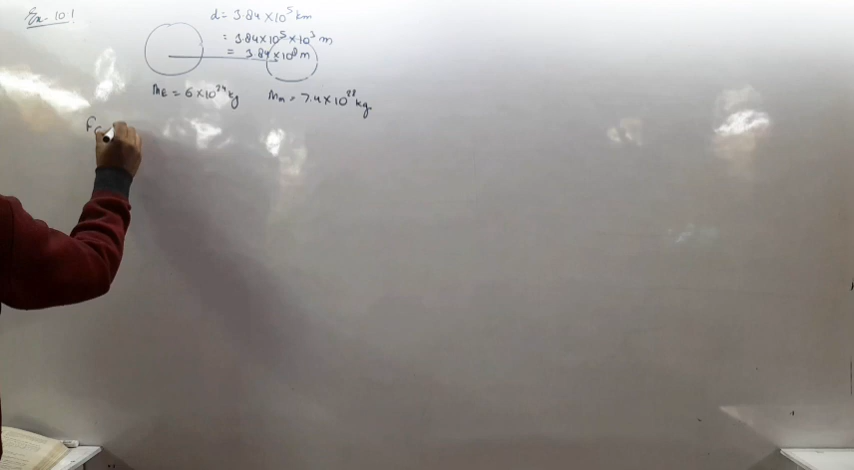 Ex. 10.1
d = 3.84 × 10⁵ km
= 3.84 × 10⁵ × 10³ m
= 3.84 × 10⁸ m
Me = 6 × 10²⁴ kg Mm = 7.4 × 10²² kg.
F